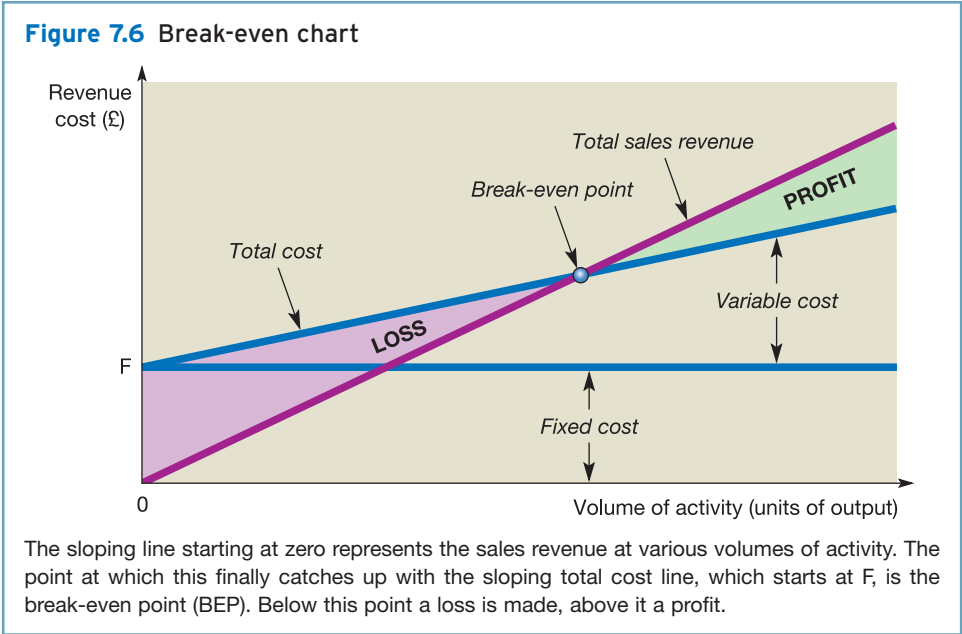 Figure 7.6 Break-even chart
Revenue
cost (£)
Total sales revenue
PROFIT
Break-even point
Total cost
Variable cost
LOSS
F
Fixed cost
0
Volume of activity (units of output)
The sloping line starting at zero represents the sales revenue at various volumes of activity. The
point at which this finally catches up with the sloping total cost line, which starts at F, is the
break-even point (BEP). Below this point a loss is made, above it a profit.